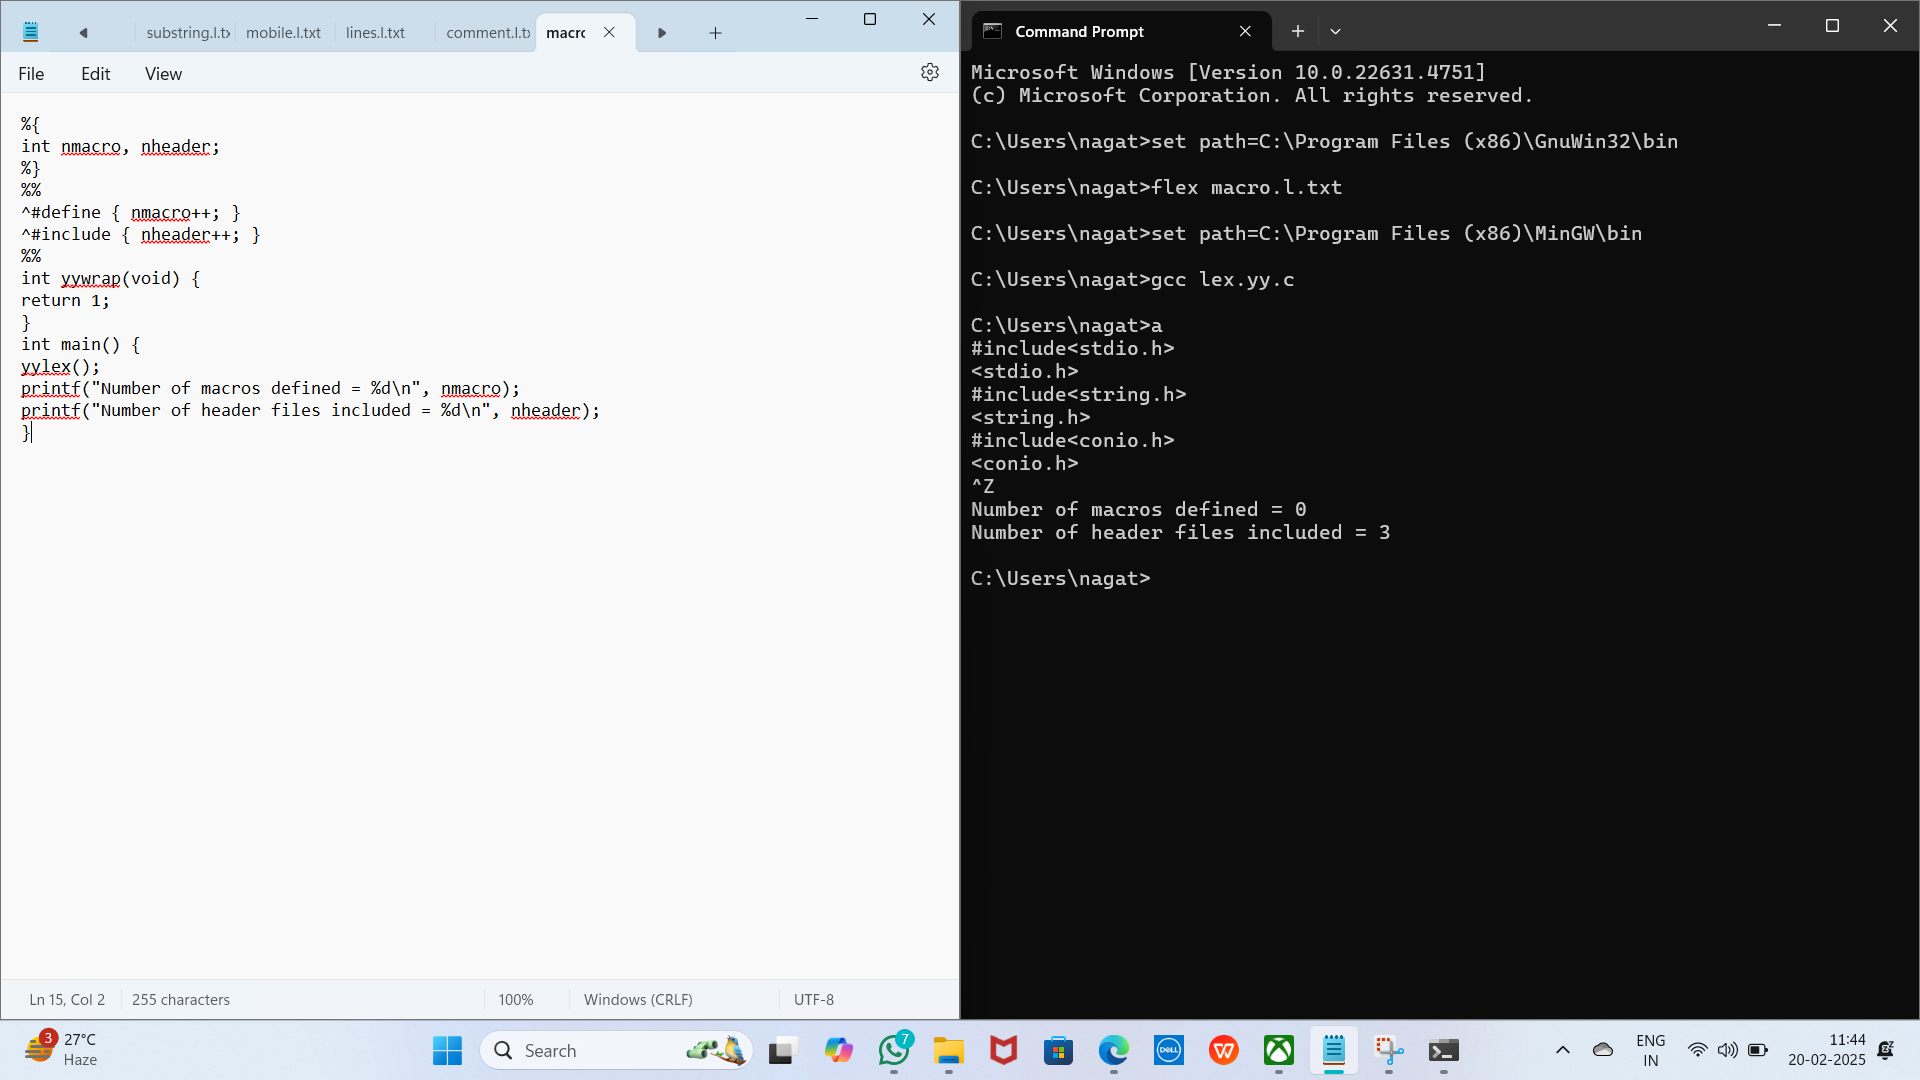 substring.l.tx
mobile.l.txt
lines.l.txt
comment.l.tx
macro
File
Edit
View
%{
int nmacro, nheader;
%}
%%
^#define { nmacro++; }
^#include { nheader++; }
%%
int yywrap(void) {
return 1;
}
int main() {
yylex();
printf("Number of macros defined = %d\n", nmacro);
printf("Number of header files included = %d\n", nheader);
}
Ln 15, Col 2
255 characters
100%
Windows (CRLF)
UTF-8
Command Prompt
Microsoft Windows [Version 10.0.22631.4751]
(c) Microsoft Corporation. All rights reserved.
C:\Users\nagat>set path=C:\Program Files (x86)\GnuWin32\bin
C:\Users\nagat>flex macro.l.txt
C:\Users\nagat>set path=C:\Program Files (x86)\MinGW\bin
C:\Users\nagat>gcc lex.yy.c
C:\Users\nagat>a
#include<stdio.h>
<stdio.h>
#include<string.h>
<string.h>
#include<conio.h>
<conio.h>
^Z
Number of macros defined = 0
Number of header files included = 3
C:\Users\nagat>
3
27°C
Haze
Search
7
DELL
W
ENG
IN
11:44
20-02-2025